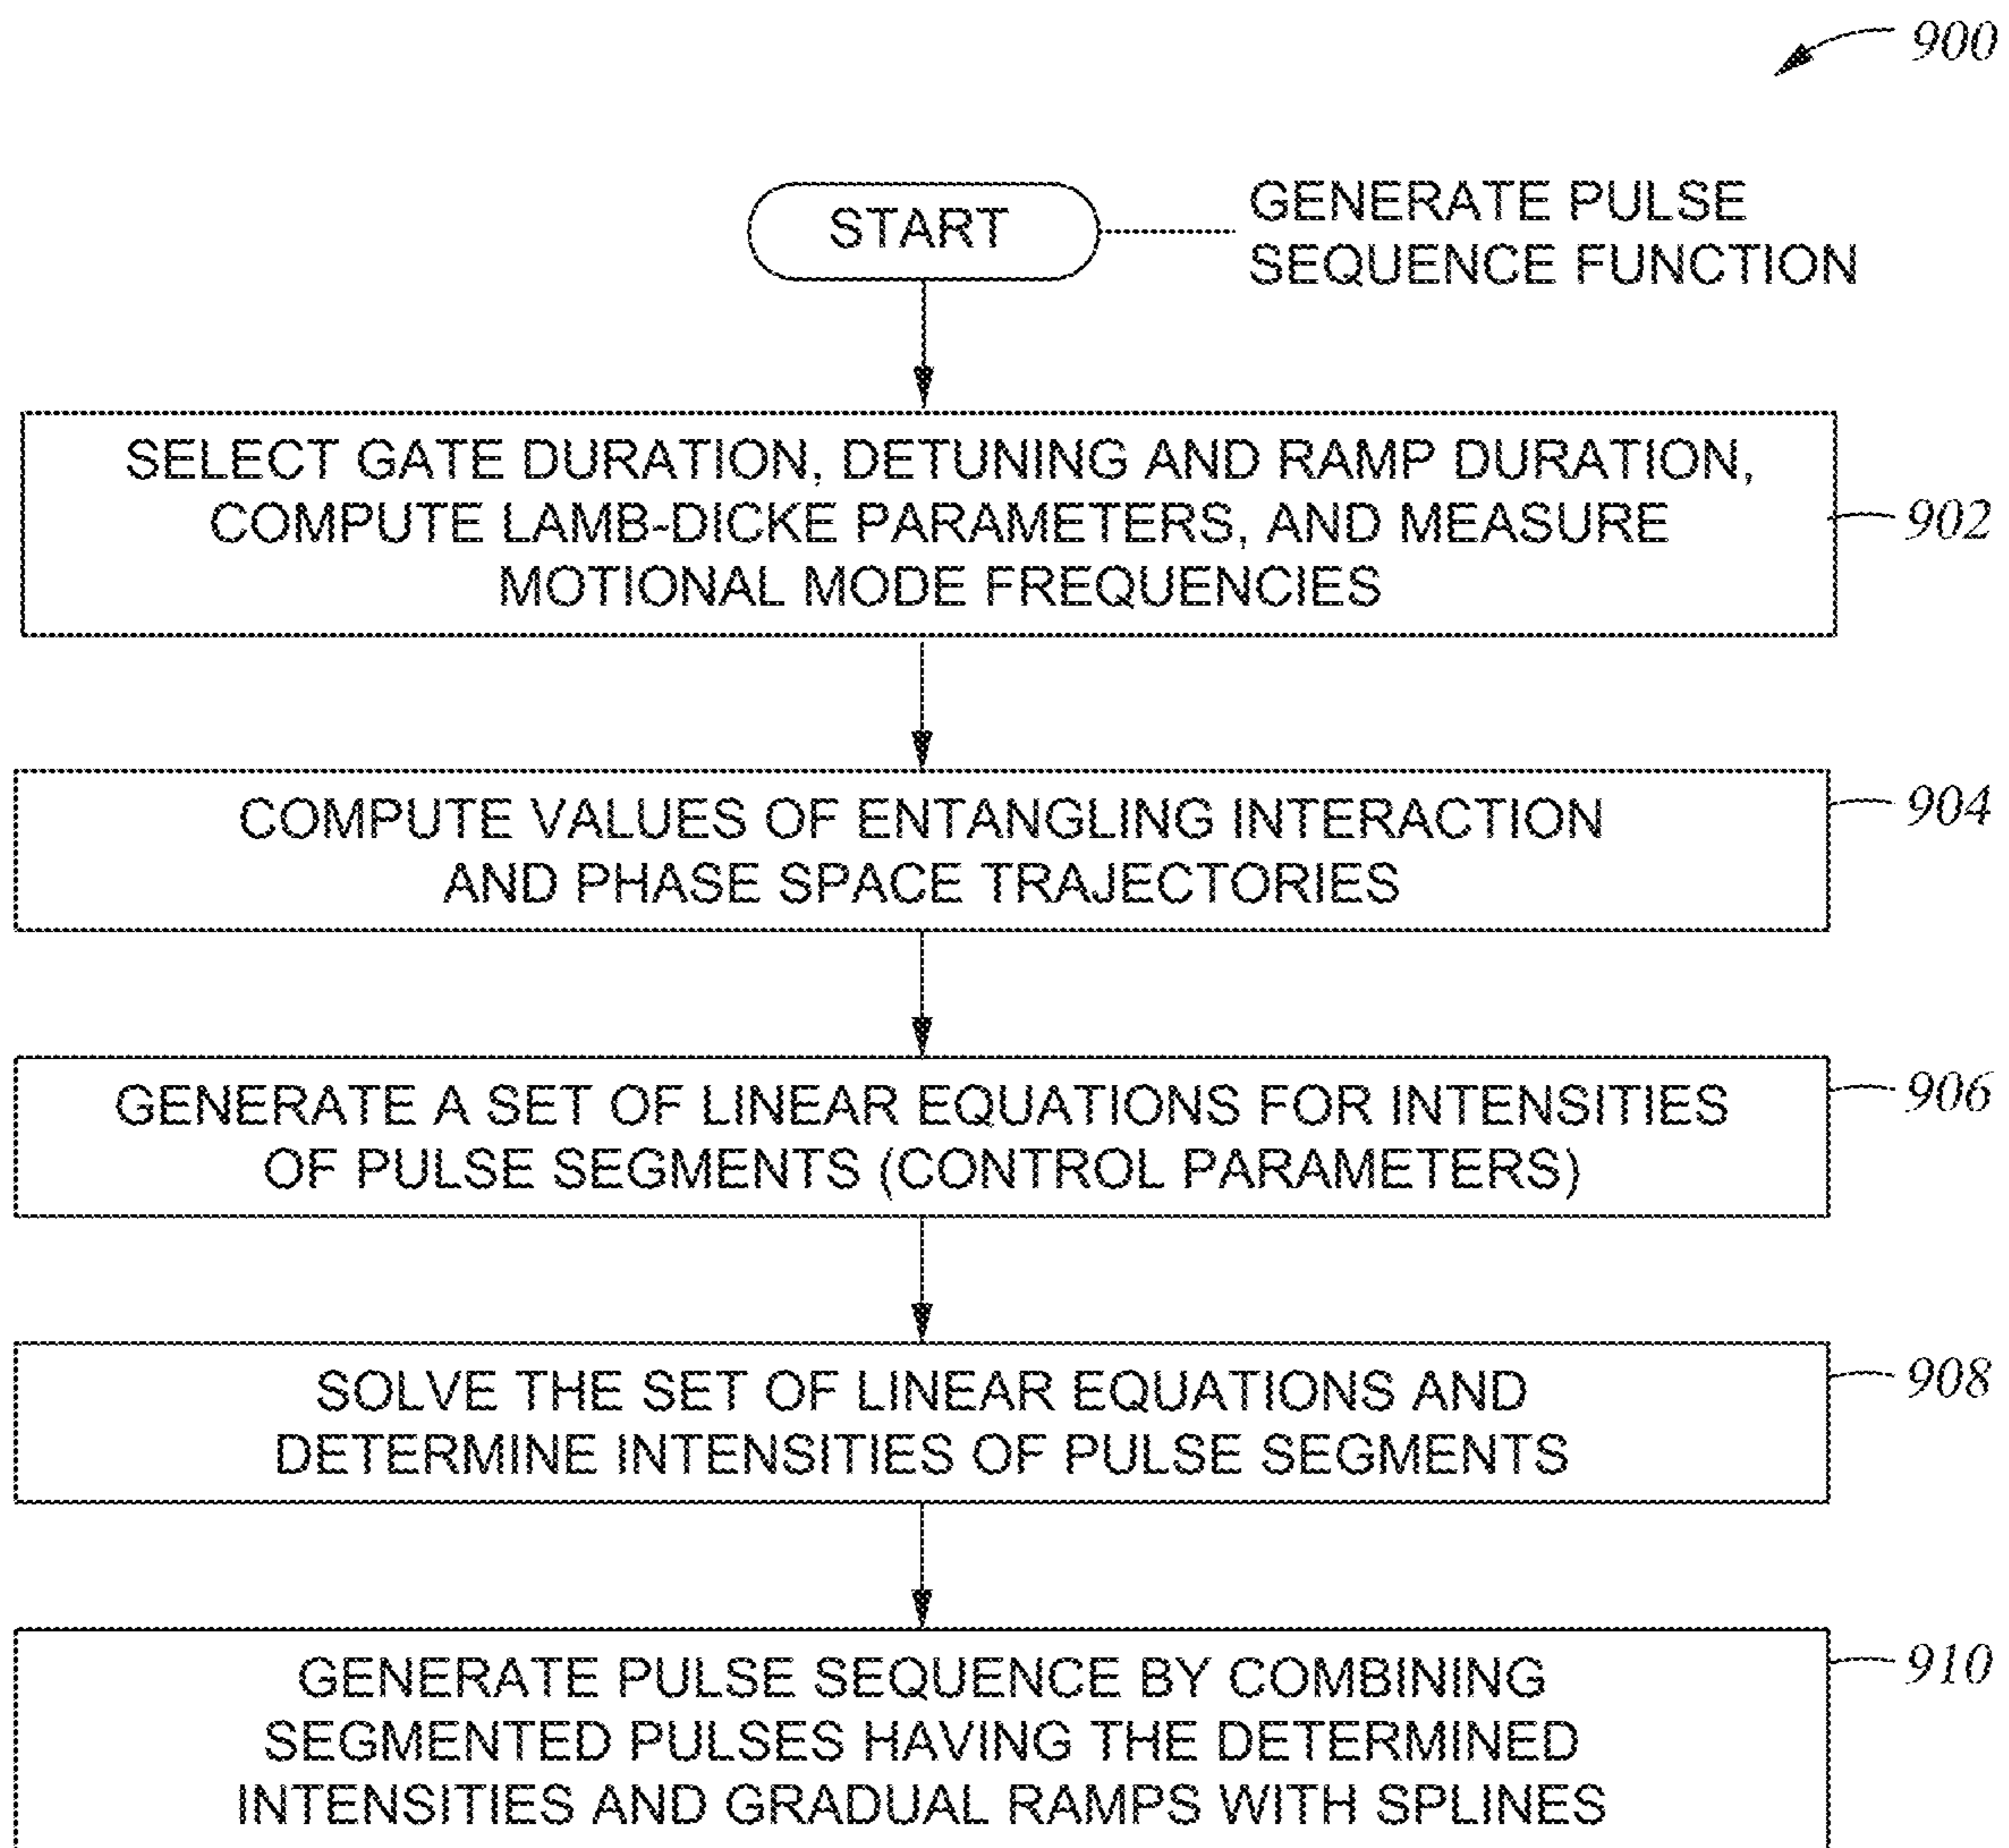 900
START
GENERATE PULSE
SEQUENCE FUNCTION
SELECT GATE DURATION, DETUNING AND RAMP DURATION,
COMPUTE LAMB-DICKE PARAMETERS, AND MEASURE
MOTIONAL MODE FREQUENCIES
902
COMPUTE VALUES OF ENTANGLING INTERACTION
AND PHASE SPACE TRAJECTORIES
904
GENERATE A SET OF LINEAR EQUATIONS FOR INTENSITIES
OF PULSE SEGMENTS (CONTROL PARAMETERS)
906
SOLVE THE SET OF LINEAR EQUATIONS AND
DETERMINE INTENSITIES OF PULSE SEGMENTS
908
GENERATE PULSE SEQUENCE BY COMBINING
SEGMENTED PULSES HAVING THE DETERMINED
INTENSITIES AND GRADUAL RAMPS WITH SPLINES
910